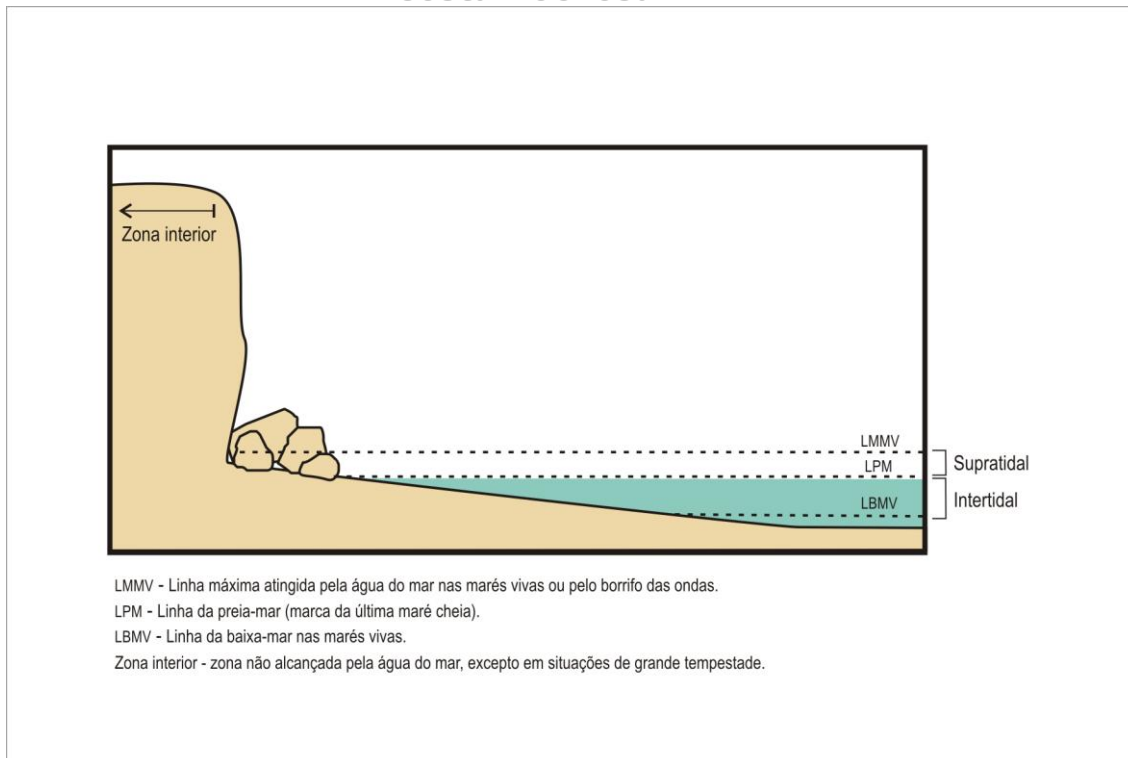 Zona interior
LMMV
LPM
Supratidal
LBMV
Intertidal
LMMV - Linha máxima atingida pela água do mar nas marés vivas ou pelo borrifo das ondas.
LPM - Linha da preia-mar (marca da última maré cheia).
LBMV - Linha da baixa-mar nas marés vivas.
Zona interior - zona não alcançada pela água do mar, excepto em situações de grande tempestade.